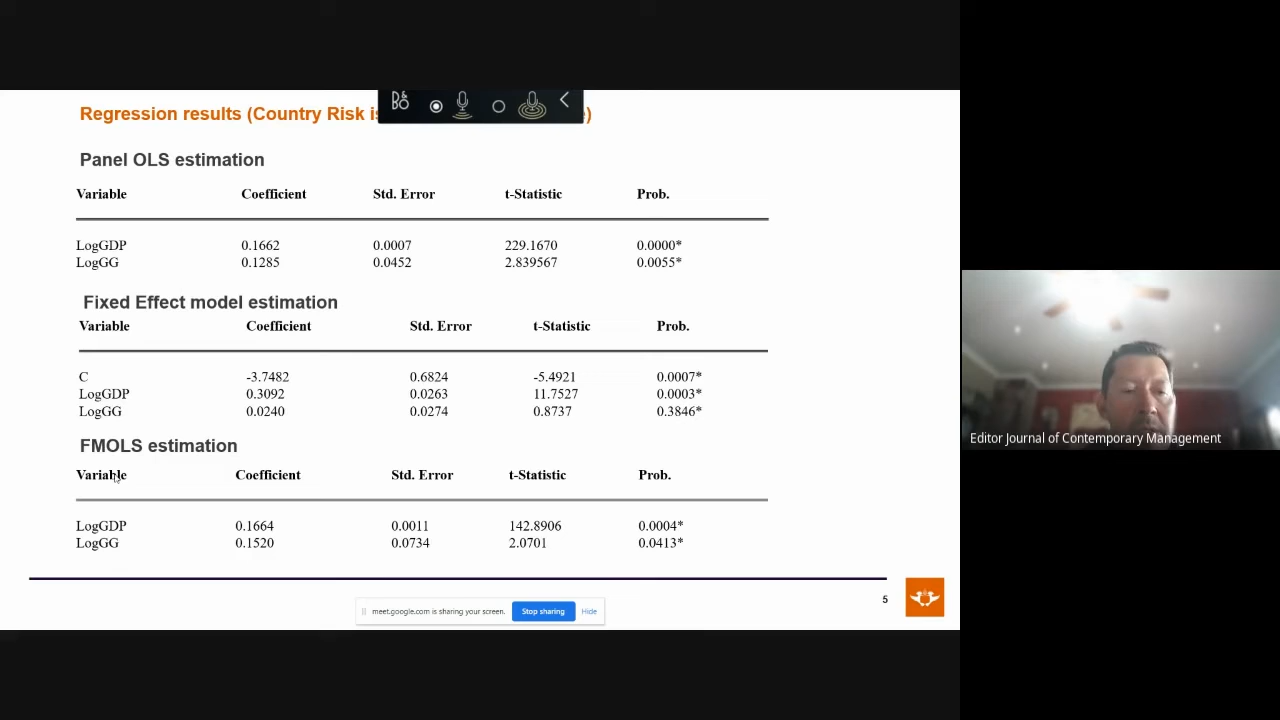 Regression results (Country Risk )
Panel OLS estimation
Variable Coefficient Std. Error t-Statistic Prob.
LogGDP 0.1662 0.0007 229.1670 0.0000*
LogGG 0.1285 0.0452 2.839567 0.0055*
Fixed Effect model estimation
Variable Coefficient Std. Error t-Statistic Prob.
C -3.7482 0.6824 -5.4921 0.0007*
LogGDP 0.3092 0.0263 11.7527 0.0003*
LogGG 0.0240 0.0274 0.8737 0.3846*
FMOLS estimation
Variable Coefficient Std. Error t-Statistic Prob.
LogGDP 0.1664 0.0011 142.8906 0.0004*
LogGG 0.1520 0.0734 2.0701 0.0413*
5
meet.google.com is sharing your screen. Stop sharing Hide
Editor Journal of Contemporary Management